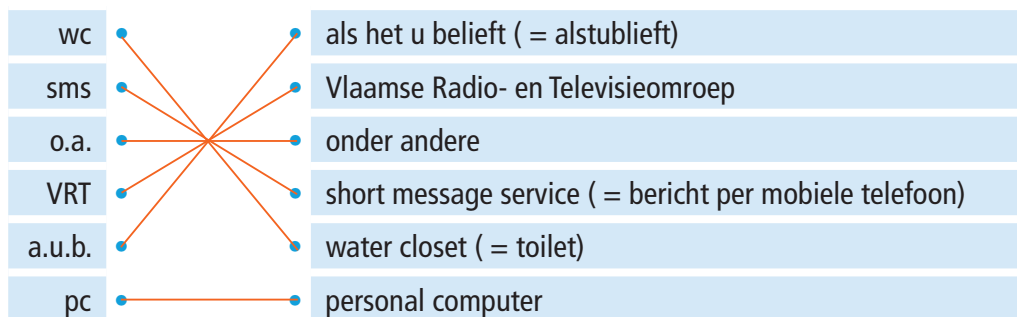 wc als het u belieft ( = alstublieft)
sms Vlaamse Radio- en Televisieomroep
o.a. onder andere
VRT short message service ( = bericht per mobiele telefoon)
a.u.b. water closet ( = toilet)
pc personal computer